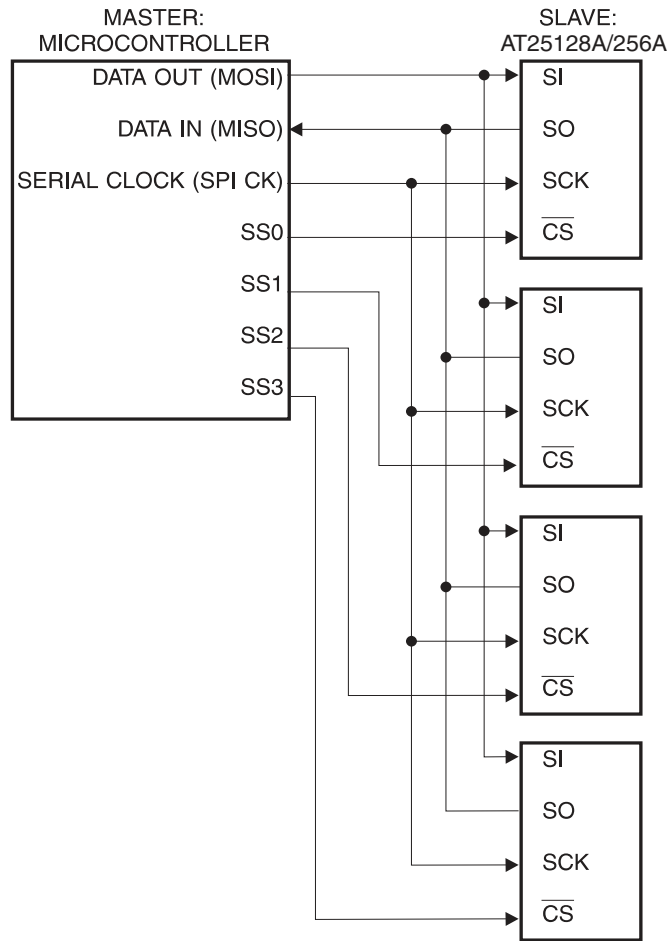 MASTER:
MICROCONTROLLER
DATA OUT (MOSI)
DATA IN (MISO)
SERIAL CLOCK (SPI CK)
SS0
SS1
SS2
SS3
SLAVE:
AT25128A/256A
SI
SO
SCK
CS
SI
SO
SCK
CS
SI
SO
SCK
CS
SI
SO
SCK
CS